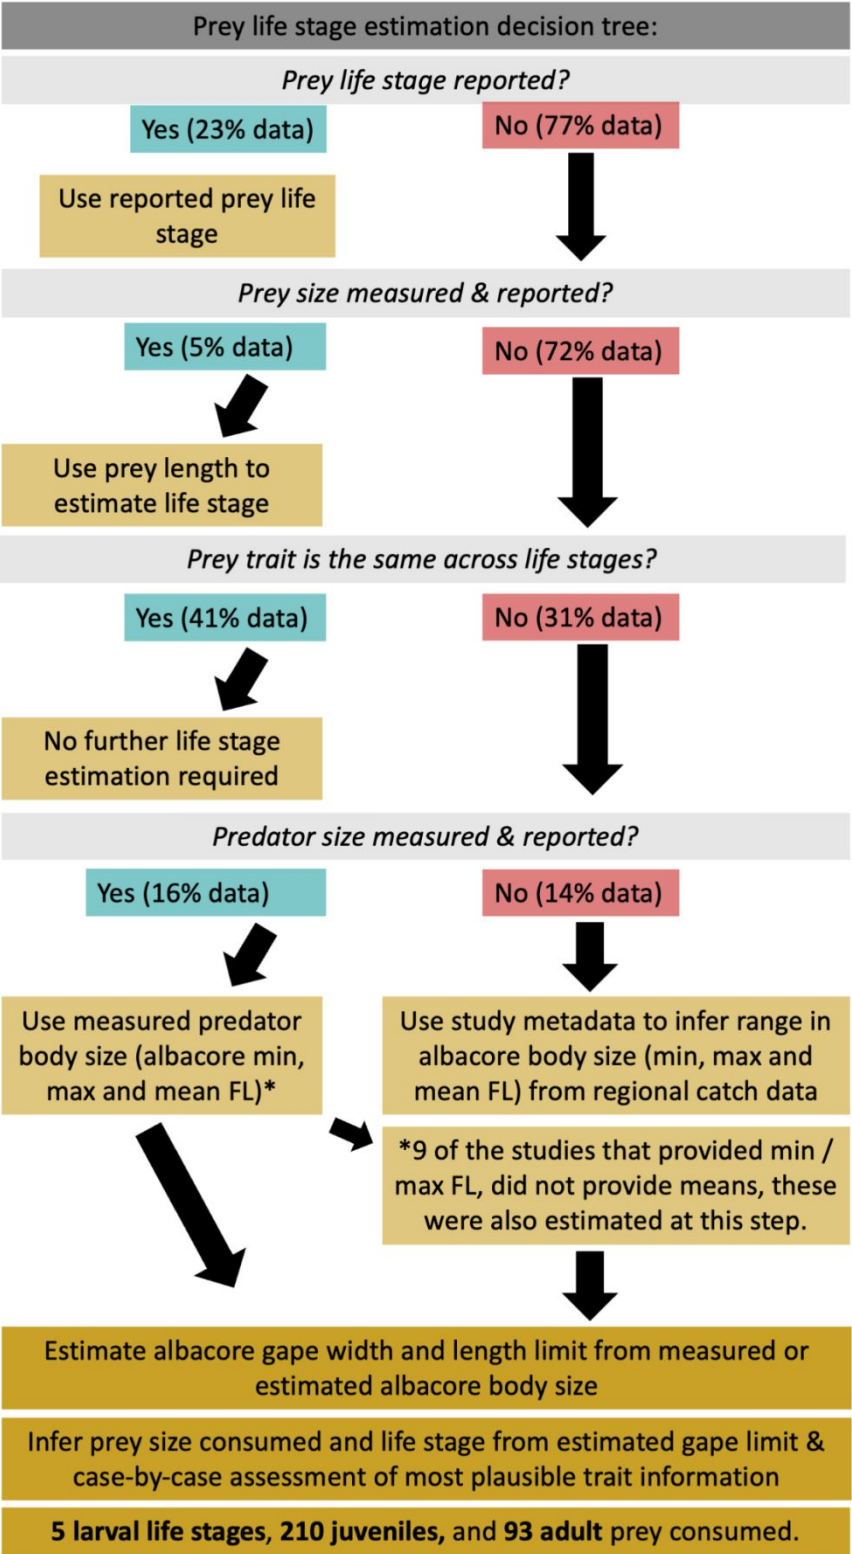 Prey life stage estimation decision tree:
Prey life stage reported?
Yes (23% data)
No (77% data)
Use reported prey life
stage
Prey size measured & reported?
Yes (5% data)
No (72% data)
Use prey length to
estimate life stage
Prey trait is the same across life stages?
Yes (41% data)
No (31% data)
No further life stage
estimation required
Predator size measured & reported?
Yes (16% data)
No (14% data)
Use measured predator
body size (albacore min,
max and mean FL)*
Use study metadata to infer range in
albacore body size (min, max and
mean FL) from regional catch data
*9 of the studies that provided min /
max FL, did not provide means, these
were also estimated at this step.
Estimate albacore gape width and length limit from measured or
estimated albacore body size
Infer prey size consumed and life stage from estimated gape limit &
case-by-case assessment of most plausible trait information
5 larval life stages, 210 juveniles, and 93 adult prey consumed.